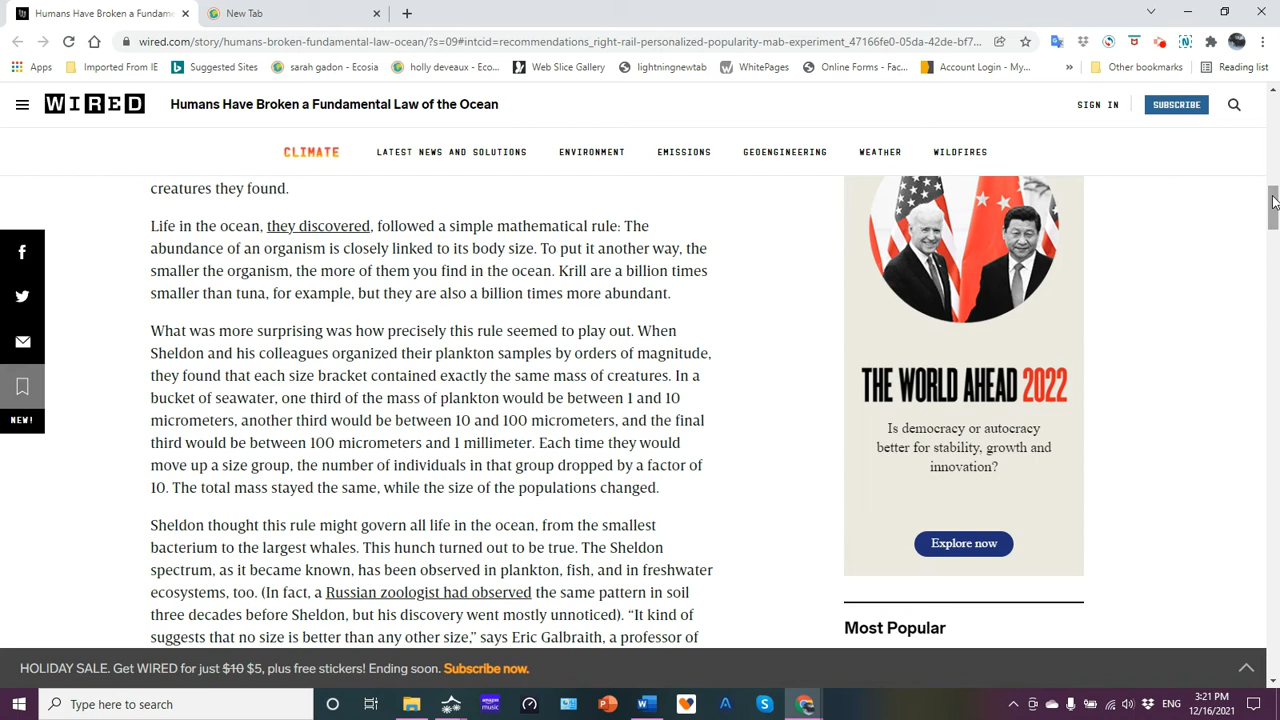 Humans Have Broken a Fundame
New Tab
wired.com/story/humans-broken-fundamental-law-ocean/?s=09#intcid=recommendations_right-rail-personalized-popularity-mab-experiment_47166fe0-05da-42de-bf7...
Apps
Imported From IE
Suggested Sites
sarah gadon - Ecosia
holly deveux - Eco...
Web Slice Gallery
lightningnewtab
WhitePages
Online Forms - Fac...
Account Login - My...
»
Other bookmarks
Reading list
WIRED
Humans Have Broken a Fundamental Law of the Ocean
SIGN IN
SUBSCRIBE
CLIMATE
LATEST NEWS AND SOLUTIONS
ENVIRONMENT
EMISSIONS
GEOENGINEERING
WEATHER
WILDFIRES
creatures they found.
Life in the ocean, they discovered, followed a simple mathematical rule: The
abundance of an organism is closely linked to its body size. To put it another way, the
smaller the organism, the more of them you find in the ocean. Krill are a billion times
smaller than tuna, for example, but they are also a billion times more abundant.
What was more surprising was how precisely this rule seemed to play out. When
Sheldon and his colleagues organized their plankton samples by orders of magnitude,
they found that each size bracket contained exactly the same mass of creatures. In a
bucket of seawater, one third of the mass of plankton would be between 1 and 10
micrometers, another third would be between 10 and 100 micrometers, and the final
third would be between 100 micrometers and 1 millimeter. Each time they would
move up a size group, the number of individuals in that group dropped by a factor of
10. The total mass stayed the same, while the size of the populations changed.
Sheldon thought this rule might govern all life in the ocean, from the smallest
bacterium to the largest whales. This hunch turned out to be true. The Sheldon
spectrum, as it became known, has been observed in plankton, fish, and in freshwater
ecosystems, too. (In fact, a Russian zoologist had observed the same pattern in soil
three decades before Sheldon, but his discovery went mostly unnoticed). “It kind of
suggests that no size is better than any other size,” says Eric Galbraith, a professor of
NEW!
THE WORLD AHEAD 2022
Is democracy or autocracy
better for stability, growth and
innovation?
Explore now
Most Popular
HOLIDAY SALE. Get WIRED for just $10 $5, plus free stickers! Ending soon. Subscribe now.
Type here to search
amazon music
ENG
3:21 PM
12/16/2021